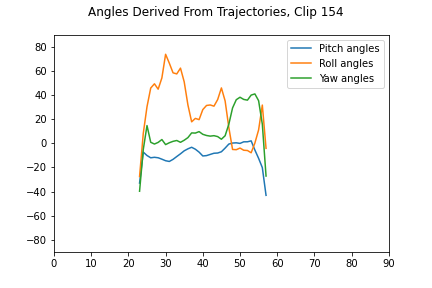 Angles Derived From Trajectories, Clip 154
Pitch angles
Roll angles
Yaw angles
80
60
40
20
0
−20
−40
−60
−80
0 10 20 30 40 50 60 70 80 90